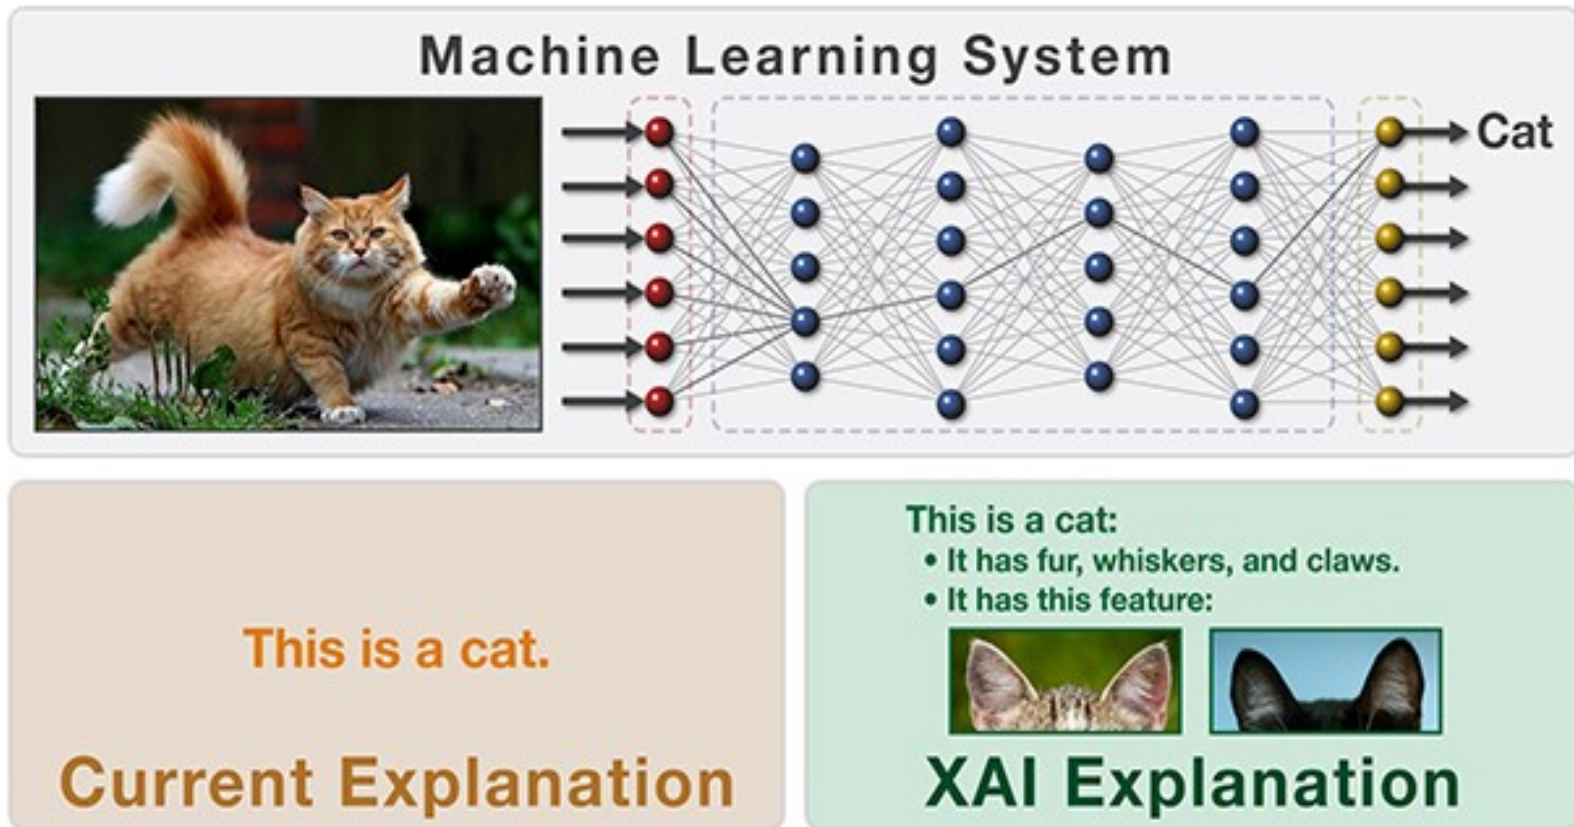 Machine Learning System
Cat
This is a cat.
Current Explanation
This is a cat:
• It has fur, whiskers, and claws.
• It has this feature:
XAI Explanation